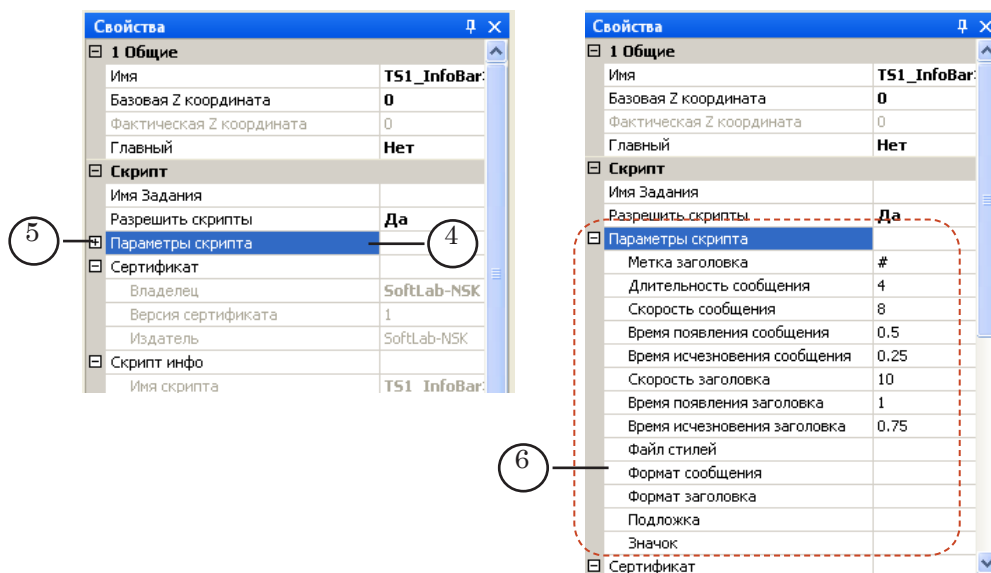 Свойства
1 Общие
Имя TS1_InfoBar
Базовая Z координата 0
Фактическая Z координата 0
Главный Нет
Скрипт
Имя Задания
Разрешить скрипты Да
Параметры скрипта
Сертификат
Владелец SoftLab-NSK
Версия сертификата 1
Издатель SoftLab-NSK
Скрипт инфо
Имя скрипта TS1_InfoBar
5
4
Свойства
1 Общие
Имя TS1_InfoBar
Базовая Z координата 0
Фактическая Z координата 0
Главный Нет
Скрипт
Имя Задания
Разрешить скрипты Да
Параметры скрипта
Метка заголовка #
Длительность сообщения 4
Скорость сообщения 8
Время появления сообщения 0.5
Время исчезновения сообщения 0.25
Скорость заголовка 10
Время появления заголовка 1
Время исчезновения заголовка 0.75
Файл стилей
Формат сообщения
Формат заголовка
Подложка
Значок
Сертификат
6